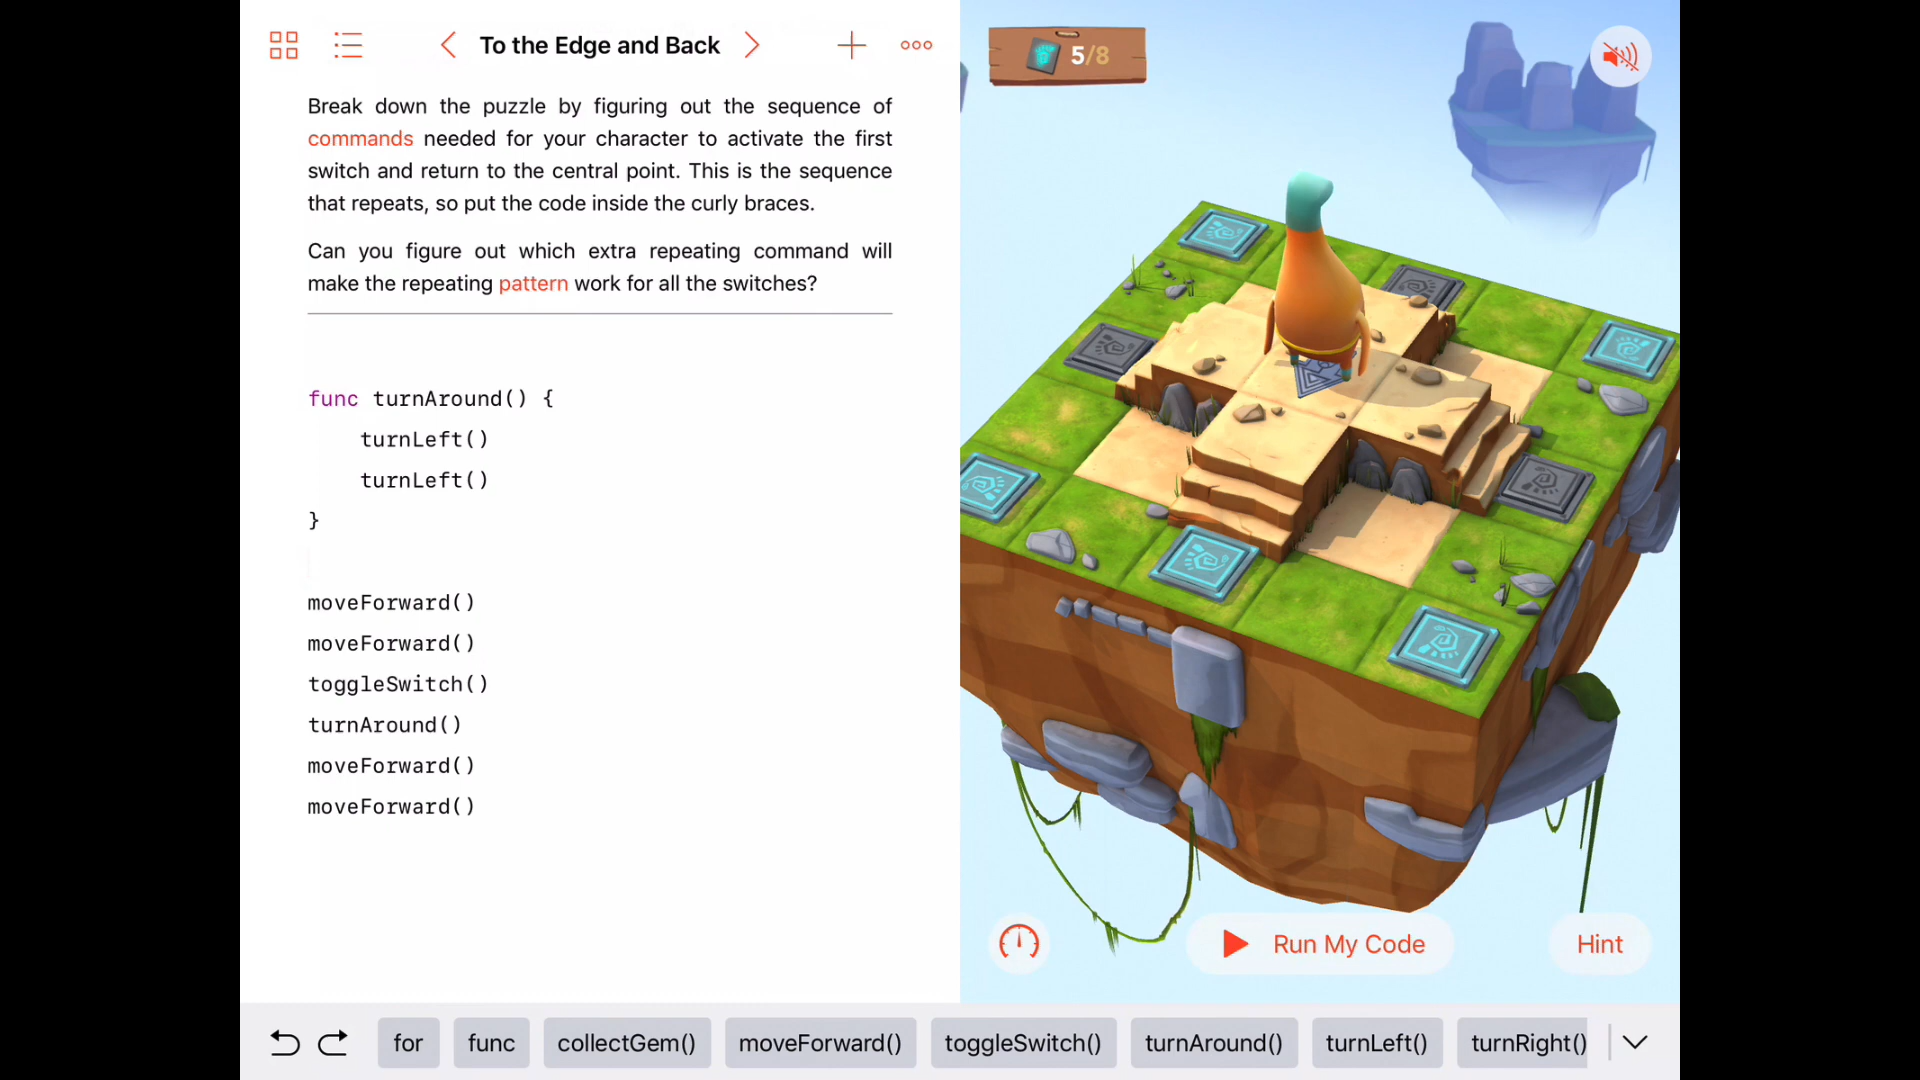 To the Edge and Back
5/8
Break down the puzzle by figuring out the sequence of
commands needed for your character to activate the first
switch and return to the central point. This is the sequence
that repeats, so put the code inside the curly braces.
Can you figure out which extra repeating command will
make the repeating pattern work for all the switches?
func turnAround() {
turnLeft()
turnLeft()
}
moveForward()
moveForward()
toggleSwitch()
turnAround()
moveForward()
moveForward()
Run My Code
Hint
for func collectGem() moveForward() toggleSwitch() turnAround() turnLeft() turnRight()